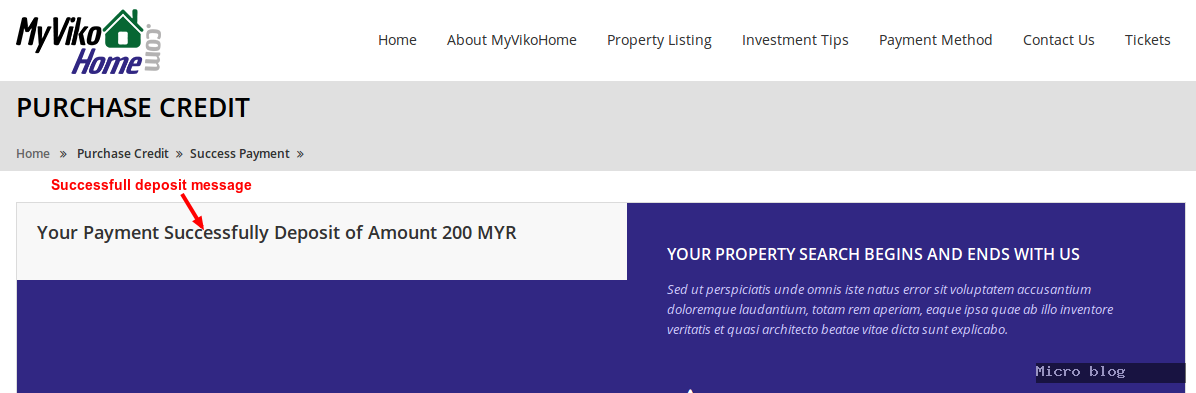 MyViko
Home
.com
Home About MyVikoHome Property Listing Investment Tips Payment Method Contact Us Tickets
PURCHASE CREDIT
Home » Purchase Credit » Success Payment »
Successfull deposit message
Your Payment Successfully Deposit of Amount 200 MYR
YOUR PROPERTY SEARCH BEGINS AND ENDS WITH US
Sed ut perspiciatis unde omnis iste natus error sit voluptatem accusantium
doloremque laudantium, totam rem aperiam, eaque ipsa quae ab illo inventore
veritatis et quasi architecto beatae vitae dicta sunt explicabo.
Micro blog